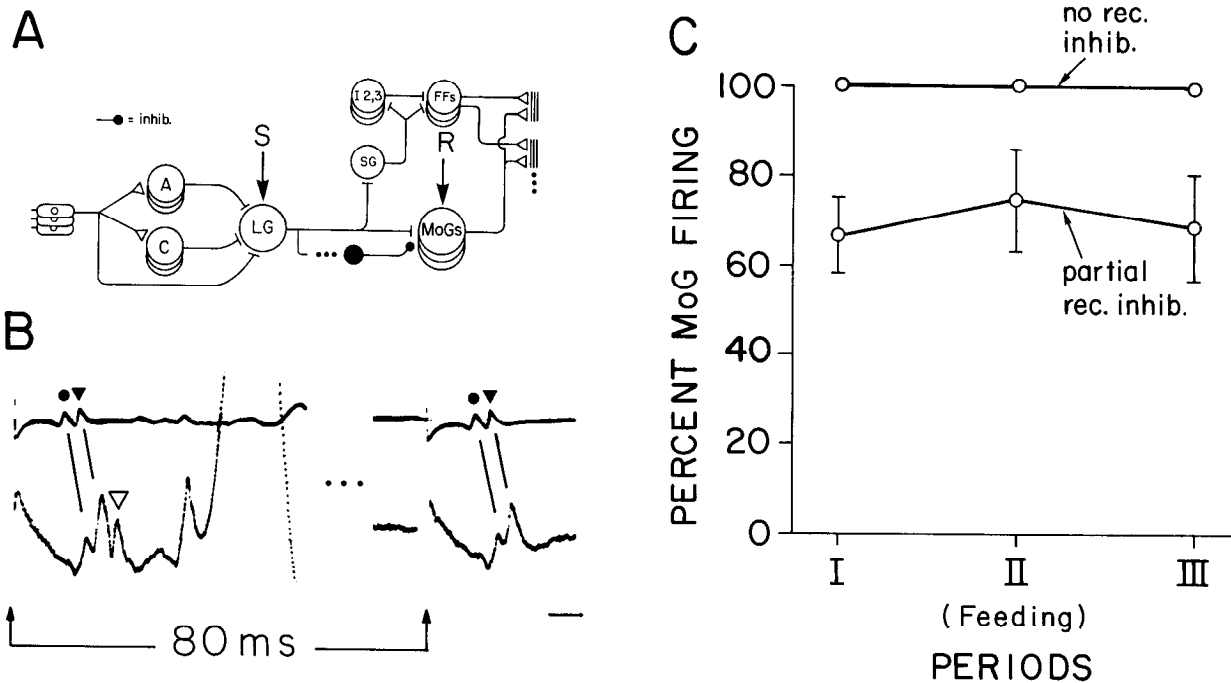 A
= inhib.
S
A
C
LG
SG
I 2,3
FFs
R
MoGs
B
80 ms
C
no rec.
inhib.
PERCENT MoG FIRING
100
80
60
40
20
0
partial
rec. inhib.
I
II
III
(Feeding)
PERIODS